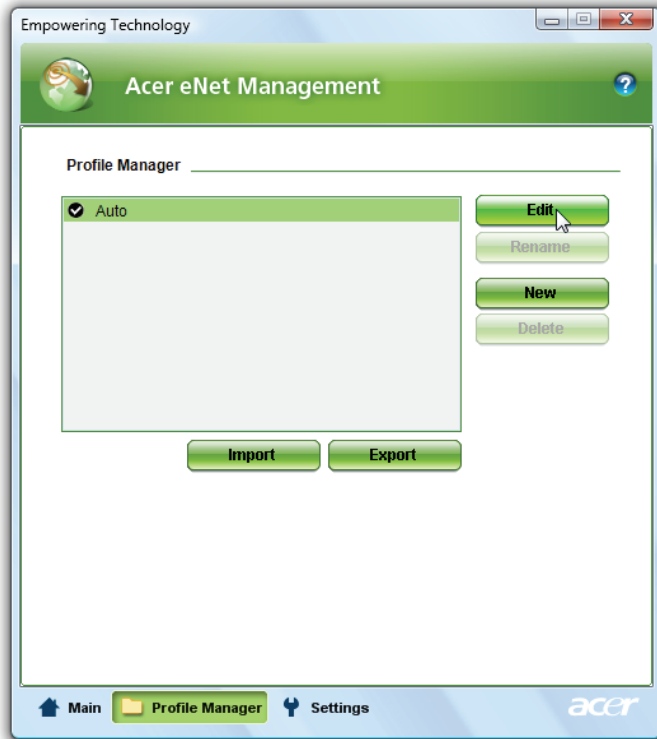 Empowering Technology
Acer eNet Management
?
Profile Manager
Auto
Edit
Rename
New
Delete
Import Export
Main Profile Manager Settings acer